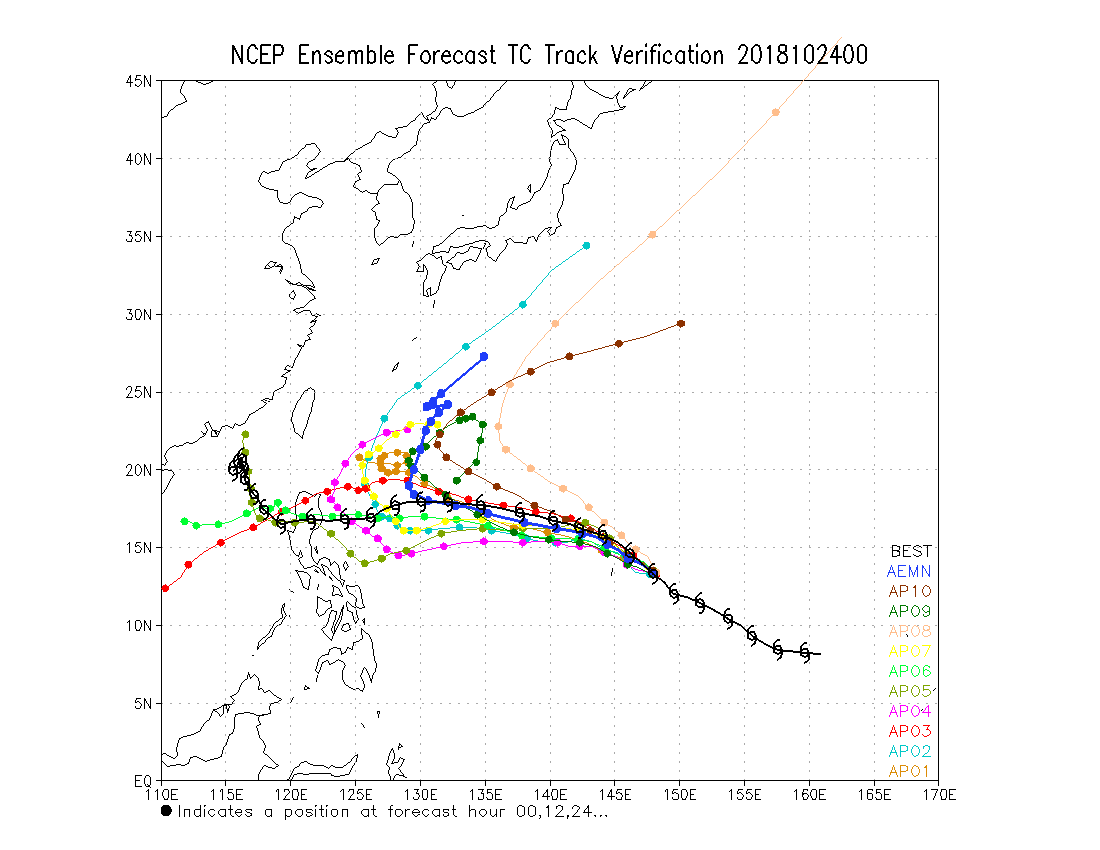 NCEP Ensemble Forecast TC Track Verification 2018102400
45N
40N
35N
30N
25N
20N
15N
10N
5N
EQ
BEST
AEMN
AP10
AP09
AP08
AP07
AP06
AP05
AP04
AP03
AP02
AP01
110E 115E 120E 125E 130E 135E 140E 145E 150E 155E 160E 165E 170E
Indicates a position at forecast hour 00,12,24...